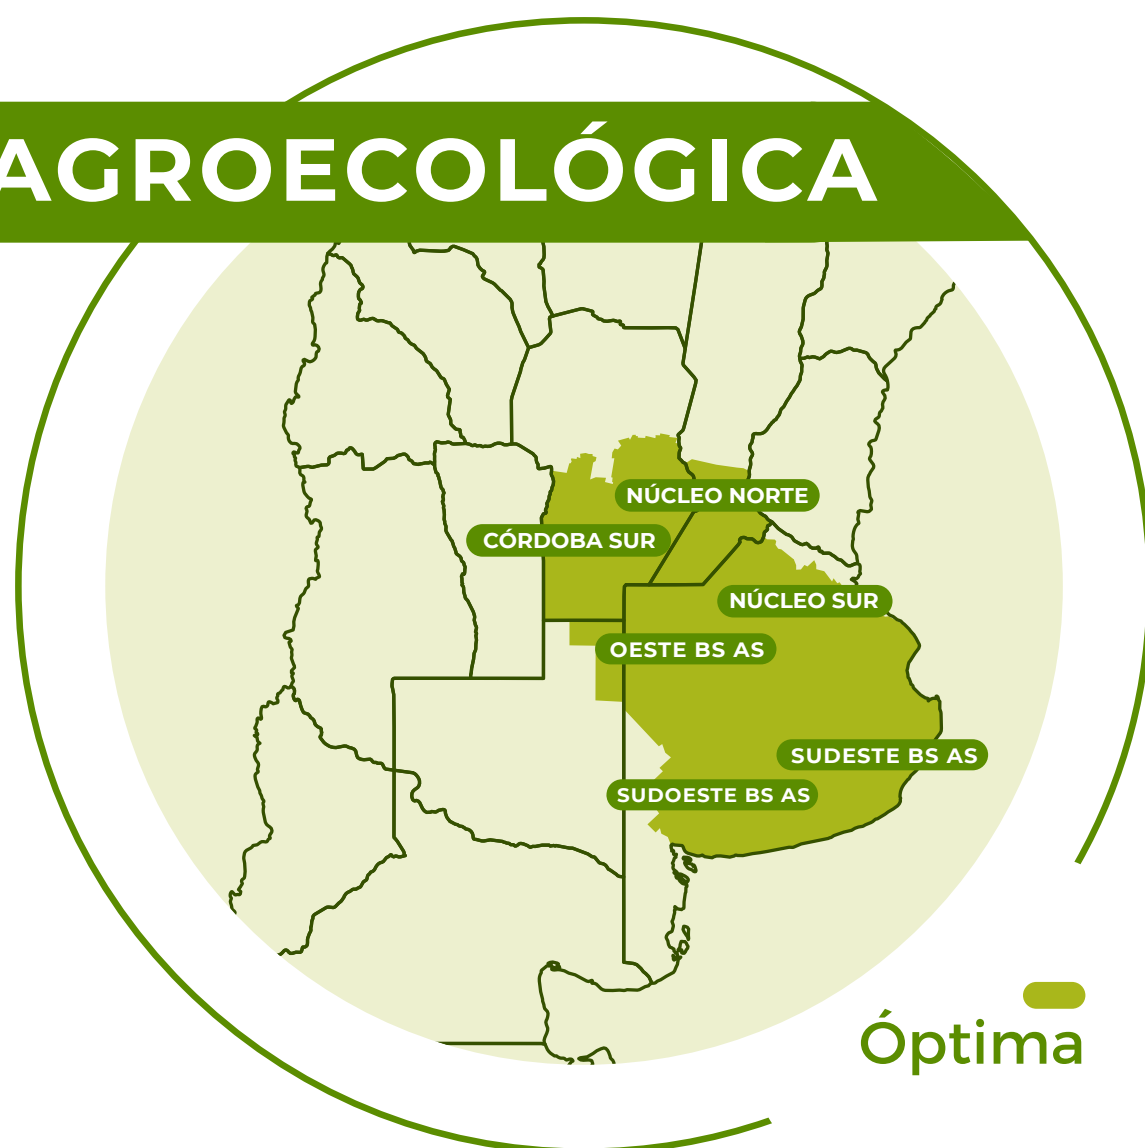 AGROECOLÓGICA
NÚCLEO NORTE
CÓRDOBA SUR
NÚCLEO SUR
OESTE BS AS
SUDESTE BS AS
SUDOESTE BS AS
Óptima